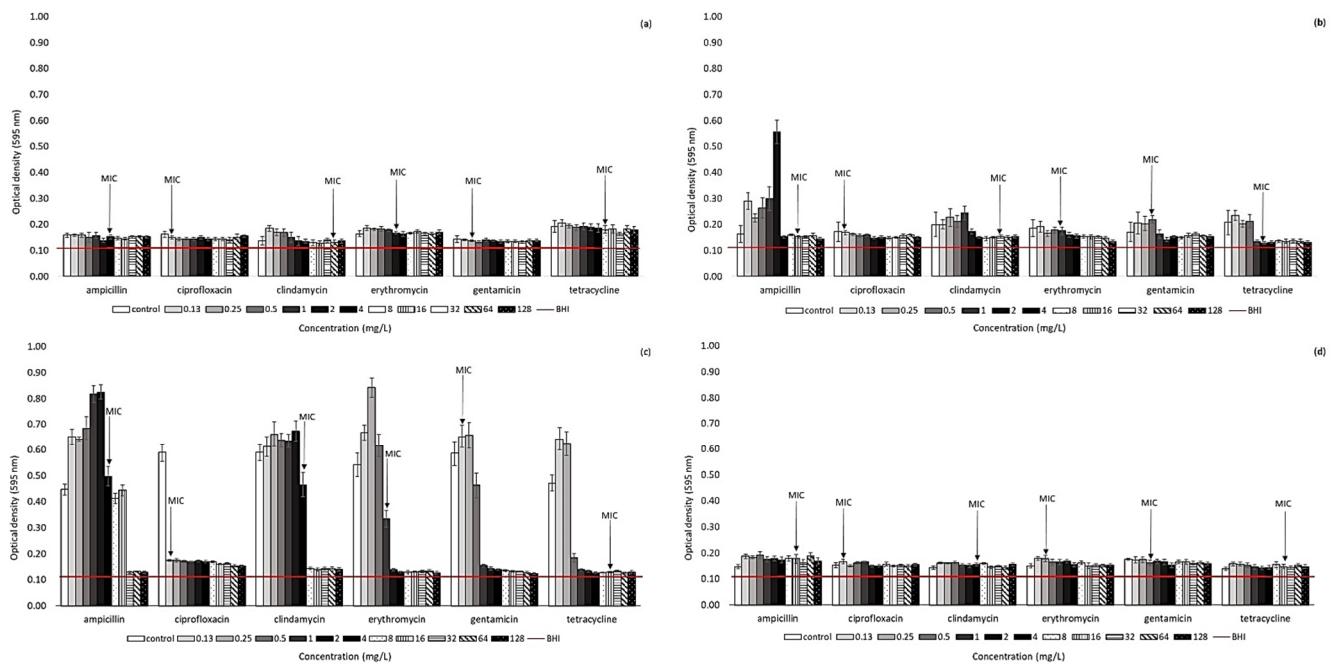 (a)
1.00
0.90
0.80
0.70
0.60
0.50
0.40
0.30
0.20
0.10
0.00
Optical density (595 nm)
MIC MIC MIC MIC MIC MIC
ampicillin ciprofloxacin clindamycin erythromycin gentamicin tetracycline
control 0.13 0.25 0.5 1 2 4 8 16 32 64 128 BHI
Concentration (mg/L)
(b)
1.00
0.90
0.80
0.70
0.60
0.50
0.40
0.30
0.20
0.10
0.00
Optical density (595 nm)
MIC MIC MIC MIC MIC MIC
ampicillin ciprofloxacin clindamycin erythromycin gentamicin tetracycline
control 0.13 0.25 0.5 1 2 4 8 16 32 64 128 BHI
Concentration (mg/L)
(c)
1.00
0.90
0.80
0.70
0.60
0.50
0.40
0.30
0.20
0.10
0.00
Optical density (595 nm)
MIC MIC MIC MIC MIC MIC
ampicillin ciprofloxacin clindamycin erythromycin gentamicin tetracycline
control 0.13 0.25 0.5 1 2 4 8 16 32 64 128 BHI
Concentration (mg/L)
(d)
1.00
0.90
0.80
0.70
0.60
0.50
0.40
0.30
0.20
0.10
0.00
Optical density (595 nm)
MIC MIC MIC MIC MIC MIC
ampicillin ciprofloxacin clindamycin erythromycin gentamicin tetracycline
control 0.13 0.25 0.5 1 2 4 8 16 32 64 128 BHI
Concentration (mg/L)